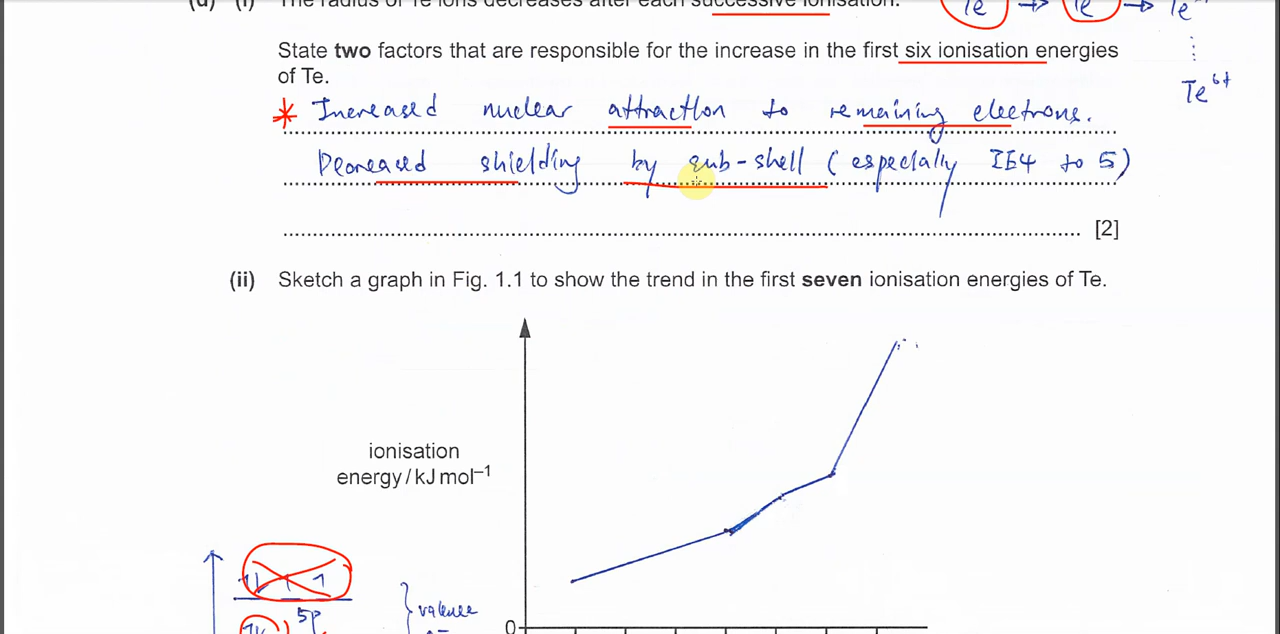 (d) (i) The radius of Te ions decreases after each successive ionisation. Te → Te → Te
State two factors that are responsible for the increase in the first six ionisation energies
of Te.
Te6+
* Increased nuclear attraction to remaining electrons.
Decreased shielding by sub-shell (especially IE4 to 5)
[2]
(ii) Sketch a graph in Fig. 1.1 to show the trend in the first seven ionisation energies of Te.
ionisation
energy / kJ mol–1
5p
valence
0